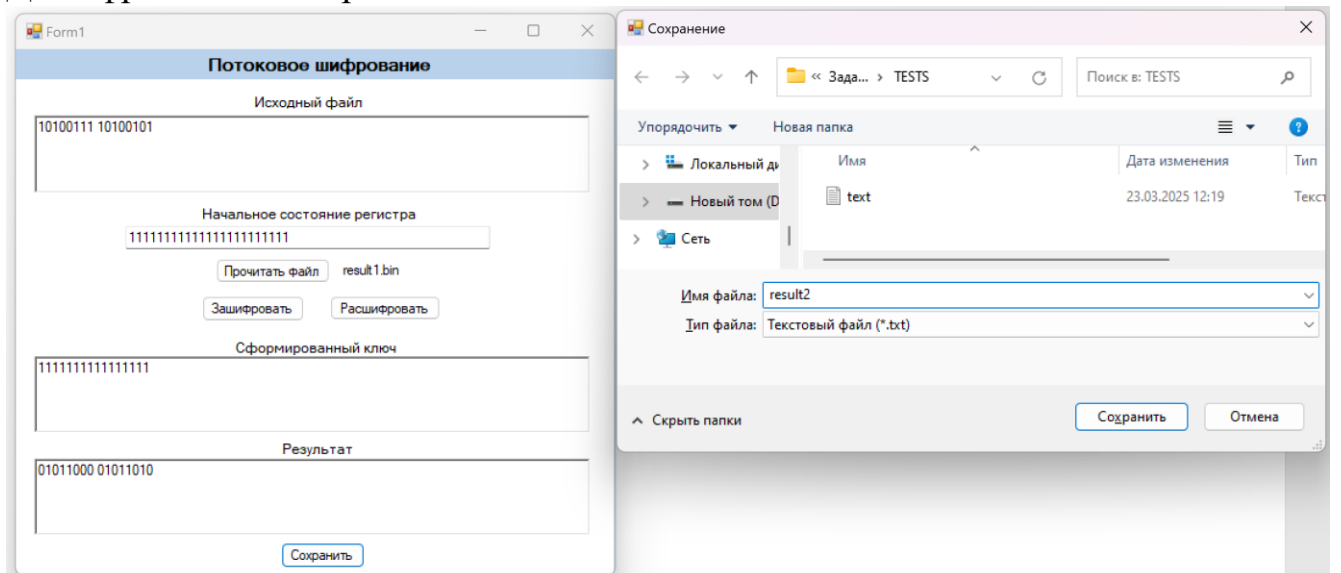 Form1
Потоковое шифрование
Исходный файл
10100111 10100101
Начальное состояние регистра
11111111111111111111111
Прочитать файл result1.bin
Зашифровать Расшифровать
Сформированный ключ
1111111111111111
Результат
01011000 01011010
Сохранить
Сохранение
« Зада... › TESTS
Поиск в: TESTS
Упорядочить Новая папка
Локальный ди
Новый том (D
Сеть
Имя Дата изменения Тип
text 23.03.2025 12:19 Текст
Имя файла: result2
Тип файла: Текстовый файл (*.txt)
Скрыть папки Сохранить Отмена